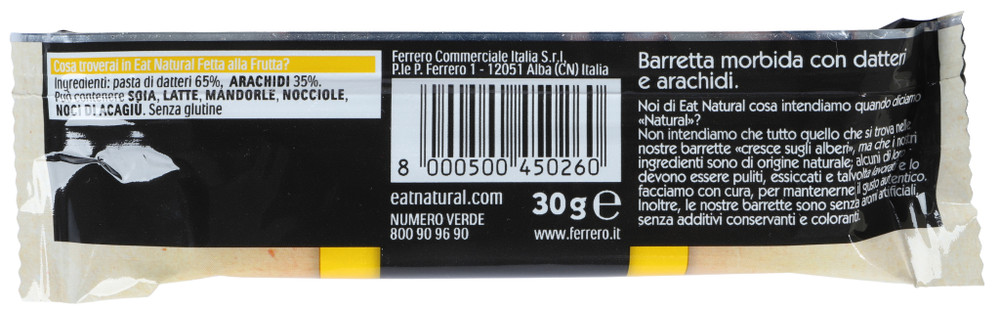 Cosa troverai in Eat Natural Fetta alla Frutta?
Ingredienti: pasta di datteri 65%, ARACHIDI 35%.
Può contenere SOIA, LATTE, MANDORLE, NOCCIOLE,
NOCI DI ACAGIÙ. Senza glutine
Ferrero Commerciale Italia S.r.l.
P.le P. Ferrero 1 - 12051 Alba (CN) Italia
8 000500 450260
eatnatural.com
NUMERO VERDE
800 90 96 90
30 g e
www.ferrero.it
Barretta morbida con datteri
e arachidi.
Noi di Eat Natural cosa intendiamo quando diciamo
«Natural»?
Non intendiamo che tutto quello che si trova nelle
nostre barrette «cresce sugli alberi», ma che i nostri
ingredienti sono di origine naturale; alcuni di loro
devono essere puliti, essiccati e talvolta lavorati e lo
facciamo con cura, per mantenerne il gusto autentico.
Inoltre, le nostre barrette sono senza aromi artificiali,
senza additivi conservanti e coloranti.